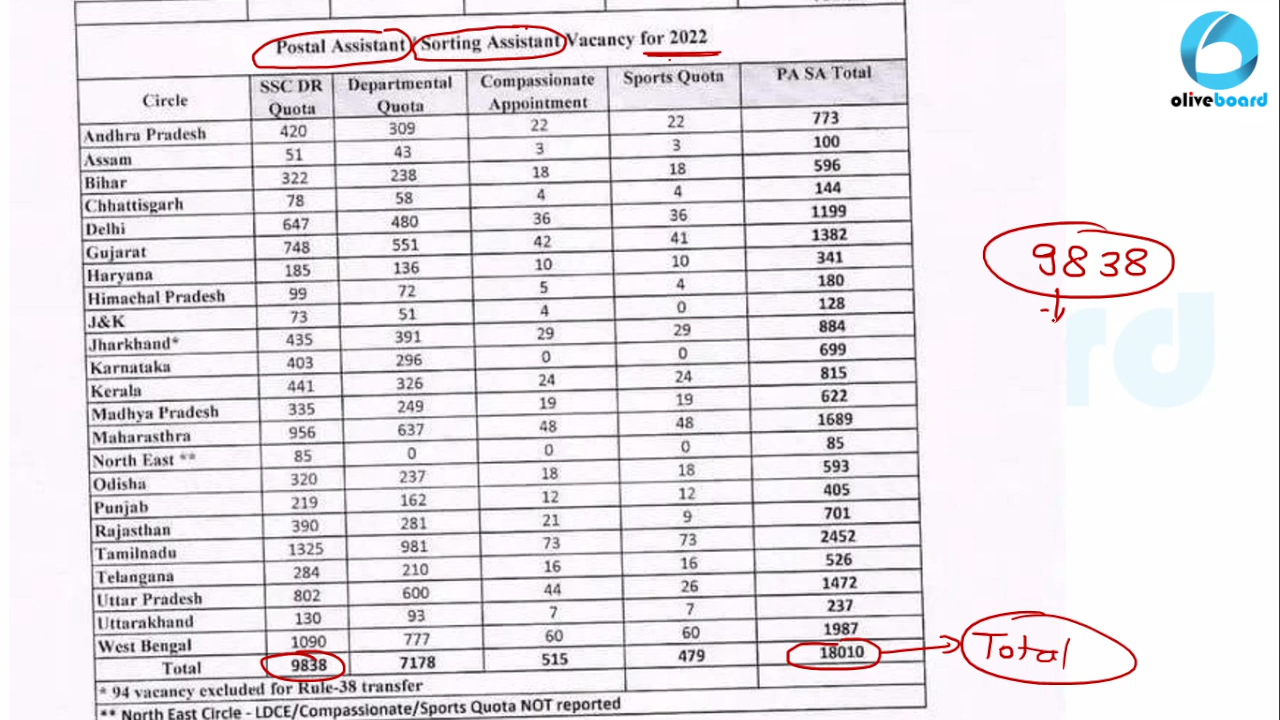 Postal Assistant / Sorting Assistant Vacancy for 2022
Circle SSC DR Quota Departmental Quota Compassionate Appointment Sports Quota PA SA Total
Andhra Pradesh 420 309 22 22 773
Assam 51 43 3 3 100
Bihar 322 238 18 18 596
Chhattisgarh 78 58 4 4 144
Delhi 647 480 36 36 1199
Gujarat 748 551 42 41 1382
Haryana 185 136 10 10 341
Himachal Pradesh 99 72 5 4 180
J&K 73 51 4 0 128
Jharkhand* 435 391 29 29 884
Karnataka 403 296 0 0 699
Kerala 441 326 24 24 815
Madhya Pradesh 335 249 19 19 622
Maharasthra 956 637 48 48 1689
North East ** 85 0 0 0 85
Odisha 320 237 18 18 593
Punjab 219 162 12 12 405
Rajasthan 390 281 21 9 701
Tamilnadu 1325 981 73 73 2452
Telangana 284 210 16 16 526
Uttar Pradesh 802 600 44 26 1472
Uttarakhand 130 93 7 7 237
West Bengal 1090 777 60 60 1987
Total 9838 7178 515 479 18010
* 94 vacancy excluded for Rule-38 transfer
** North East Circle - LDCE/Compassionate/Sports Quota NOT reported
oliveboard
9838
rd
Total